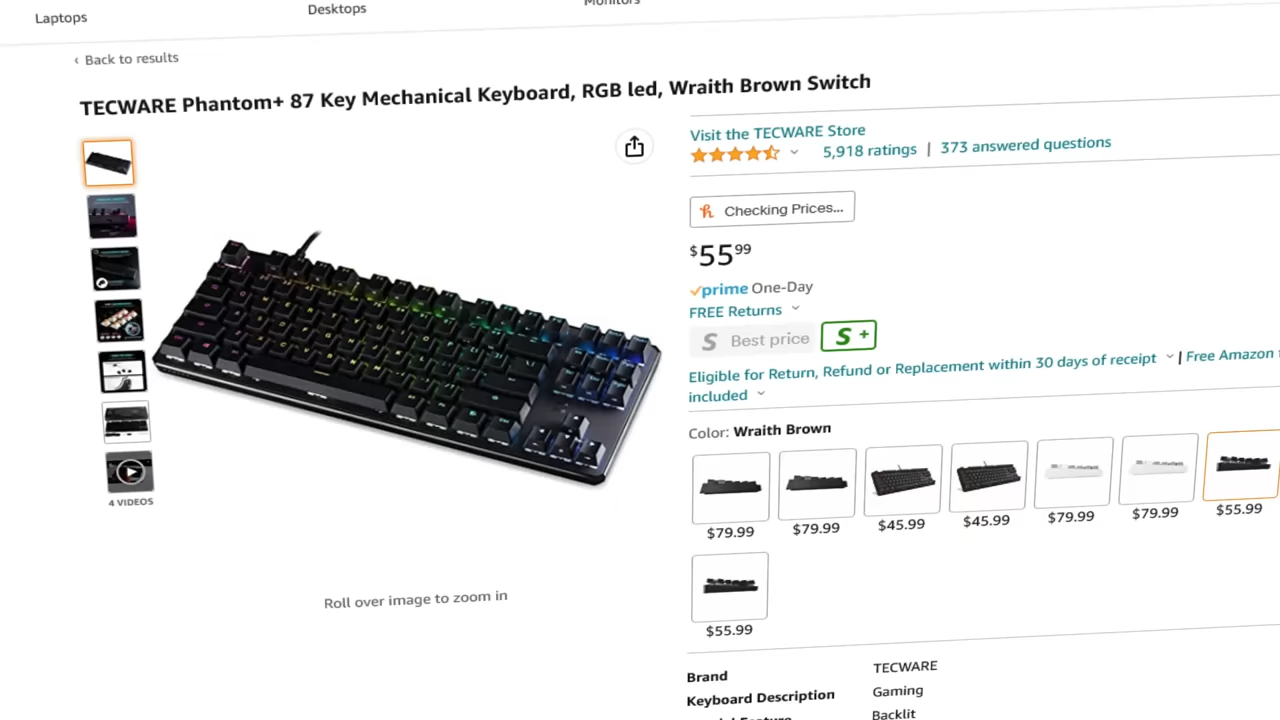 Laptops
Desktops
Monitors
‹ Back to results
TECWARE Phantom+ 87 Key Mechanical Keyboard, RGB led, Wraith Brown Switch
Visit the TECWARE Store
5,918 ratings | 373 answered questions
Checking Prices...
$55 99
prime One-Day
FREE Returns
S Best price S +
Eligible for Return, Refund or Replacement within 30 days of receipt | Free Amazon
included
Color: Wraith Brown
$79.99 $79.99 $45.99 $45.99 $79.99 $79.99 $55.99
$55.99
4 VIDEOS
Roll over image to zoom in
Brand TECWARE
Keyboard Description Gaming
Special Feature Backlit